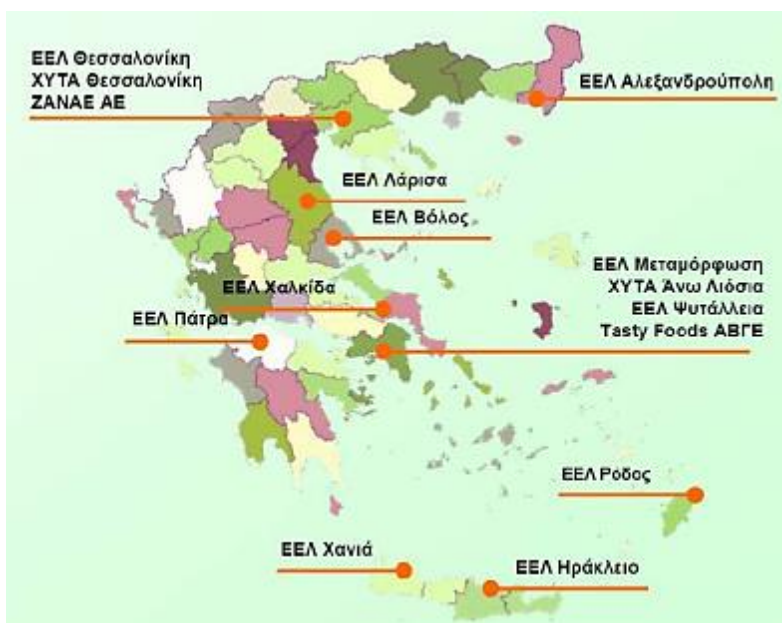 ΕΕΛ Θεσσαλονίκη
ΧΥΤΑ Θεσσαλονίκη
ΖΑΝΑΕ ΑΕ
ΕΕΛ Αλεξανδρούπολη
ΕΕΛ Λάρισα
ΕΕΛ Βόλος
ΕΕΛ Μεταμόρφωση
ΧΥΤΑ Άνω Λιόσια
ΕΕΛ Ψυτάλλεια
Tasty Foods ΑΒΓΕ
ΕΕΛ Χαλκίδα
ΕΕΛ Πάτρα
ΕΕΛ Ρόδος
ΕΕΛ Χανιά
ΕΕΛ Ηράκλειο